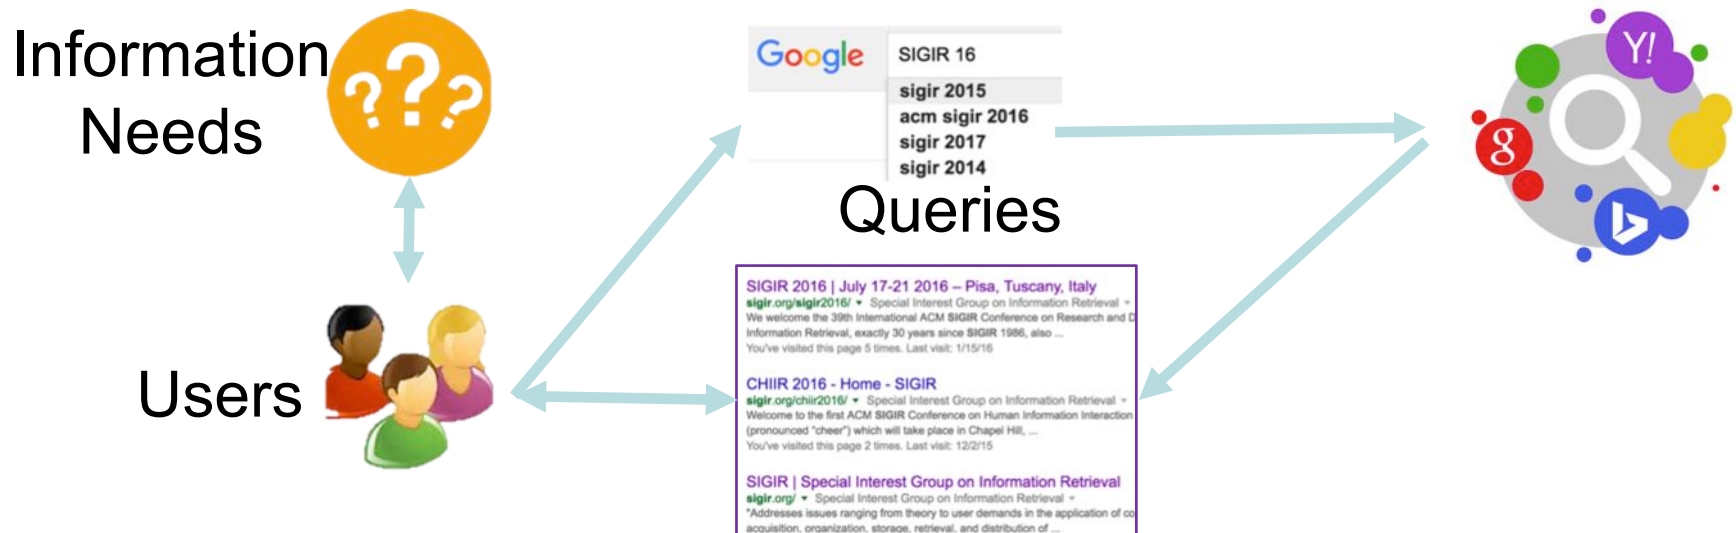 Information
Needs
? ? ?
Users
Google
SIGIR 16
sigir 2015
acm sigir 2016
sigir 2017
sigir 2014
Queries
Y!
g
b
SIGIR 2016 | July 17-21 2016 – Pisa, Tuscany, Italy
sigir.org/sigir2016/ ▾ Special Interest Group on Information Retrieval ▾
We welcome the 39th International ACM SIGIR Conference on Research and D
Information Retrieval, exactly 30 years since SIGIR 1986, also ...
You've visited this page 5 times. Last visit: 1/15/16
CHIIR 2016 - Home - SIGIR
sigir.org/chiir2016/ ▾ Special Interest Group on Information Retrieval ▾
Welcome to the first ACM SIGIR Conference on Human Information Interaction
(pronounced "cheer") which will take place in Chapel Hill, ...
You've visited this page 2 times. Last visit: 12/2/15
SIGIR | Special Interest Group on Information Retrieval
sigir.org/ ▾ Special Interest Group on Information Retrieval ▾
"Addresses issues ranging from theory to user demands in the application of co
acquisition, organization, storage, retrieval, and distribution of ...